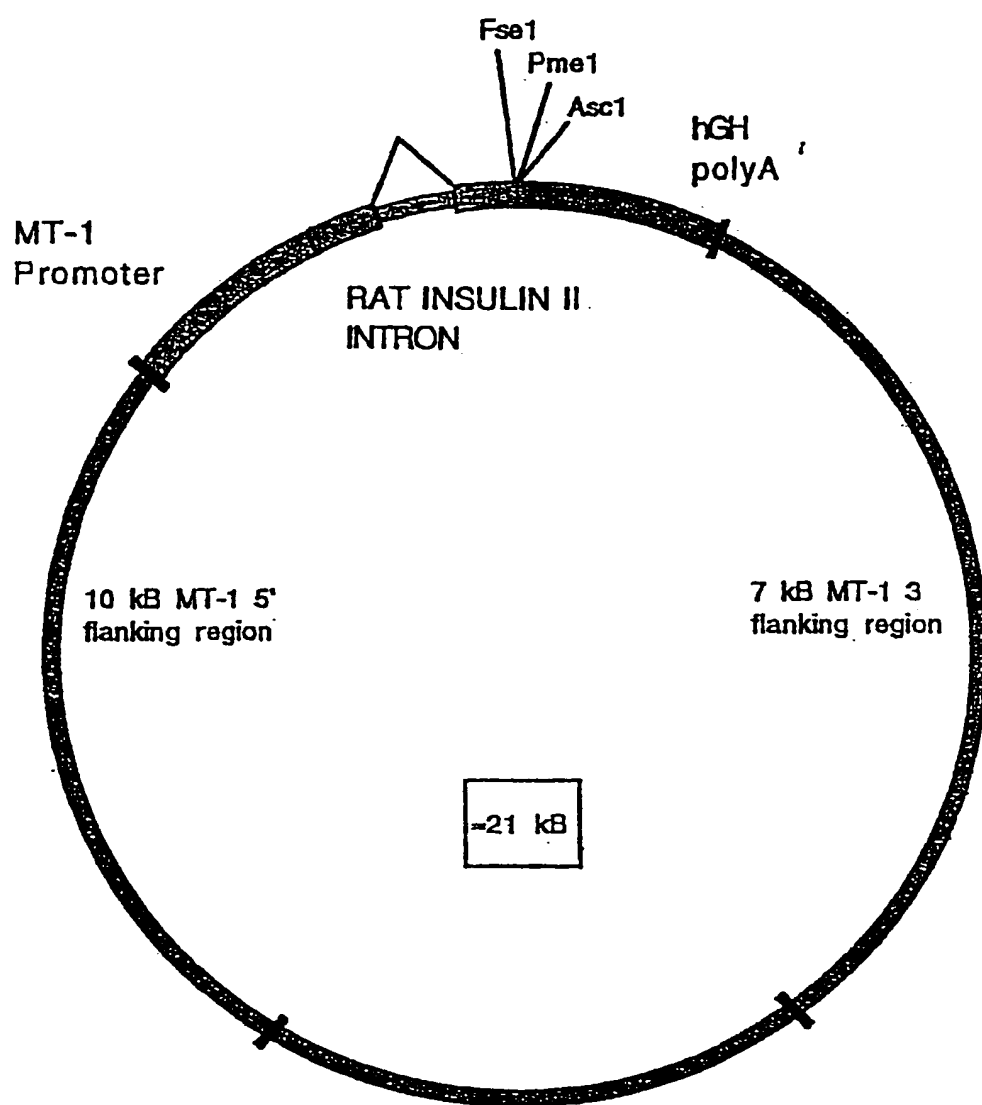 Fse1
Pme1
Asc1
hGH
polyA
MT-1
Promoter
RAT INSULIN II
INTRON
10 kB MT-1 5'
flanking region
7 kB MT-1 3
flanking region
≈21 kB